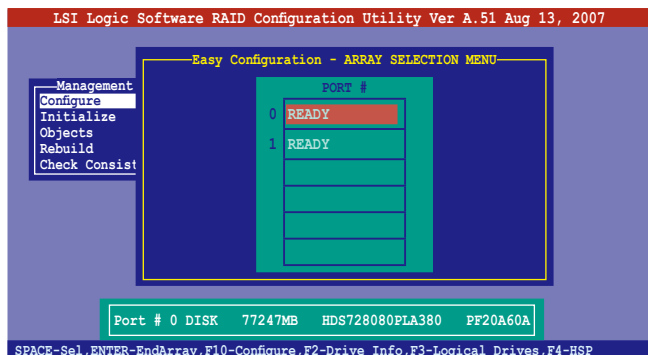 LSI Logic Software RAID Configuration Utility Ver A.51 Aug 13, 2007
Easy Configuration - ARRAY SELECTION MENU
Management
Configure
Initialize
Objects
Rebuild
Check Consist
PORT #
0 READY
1 READY
Port # 0 DISK 77247MB HDS728080PLA380 PF20A60A
SPACE-Sel,ENTER-EndArray,F10-Configure,F2-Drive Info,F3-Logical Drives,F4-HSP